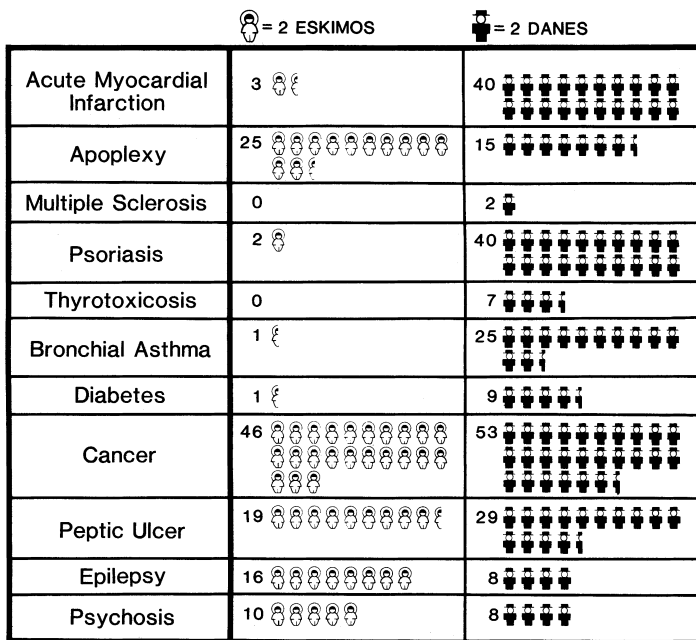 = 2 ESKIMOS = 2 DANES
Acute Myocardial
Infarction 3 40
Apoplexy 25 15
Multiple Sclerosis 0 2
Psoriasis 2 40
Thyrotoxicosis 0 7
Bronchial Asthma 1 25
Diabetes 1 9
Cancer 46 53
Peptic Ulcer 19 29
Epilepsy 16 8
Psychosis 10 8